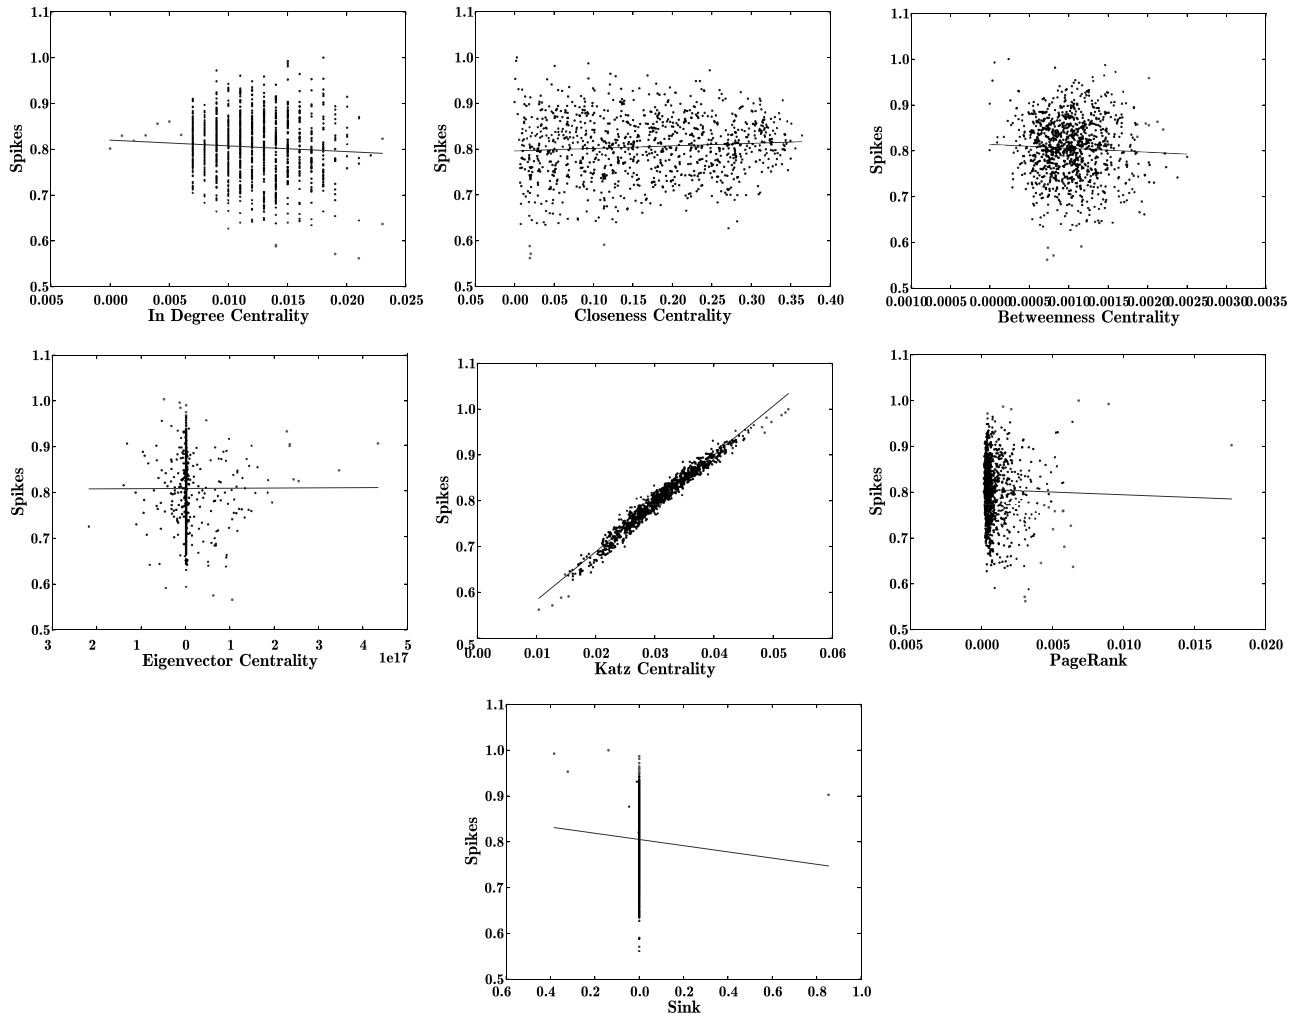 1.1
1.0
0.9
0.8
0.7
0.6
0.5
Spikes
0.005 0.000 0.005 0.010 0.015 0.020 0.025
In Degree Centrality
1.1
1.0
0.9
0.8
0.7
0.6
0.5
Spikes
0.05 0.00 0.05 0.10 0.15 0.20 0.25 0.30 0.35 0.40
Closeness Centrality
1.1
1.0
0.9
0.8
0.7
0.6
0.5
Spikes
0.0010 0.0005 0.0000 0.0005 0.0010 0.0015 0.0020 0.0025 0.0030 0.0035
Betweenness Centrality
1.1
1.0
0.9
0.8
0.7
0.6
0.5
Spikes
3 2 1 0 1 2 3 4 5
Eigenvector Centrality
1e17
1.1
1.0
0.9
0.8
0.7
0.6
0.5
Spikes
0.00 0.01 0.02 0.03 0.04 0.05 0.06
Katz Centrality
1.1
1.0
0.9
0.8
0.7
0.6
0.5
Spikes
0.005 0.000 0.005 0.010 0.015 0.020
PageRank
1.1
1.0
0.9
0.8
0.7
0.6
0.5
Spikes
0.6 0.4 0.2 0.0 0.2 0.4 0.6 0.8 1.0
Sink